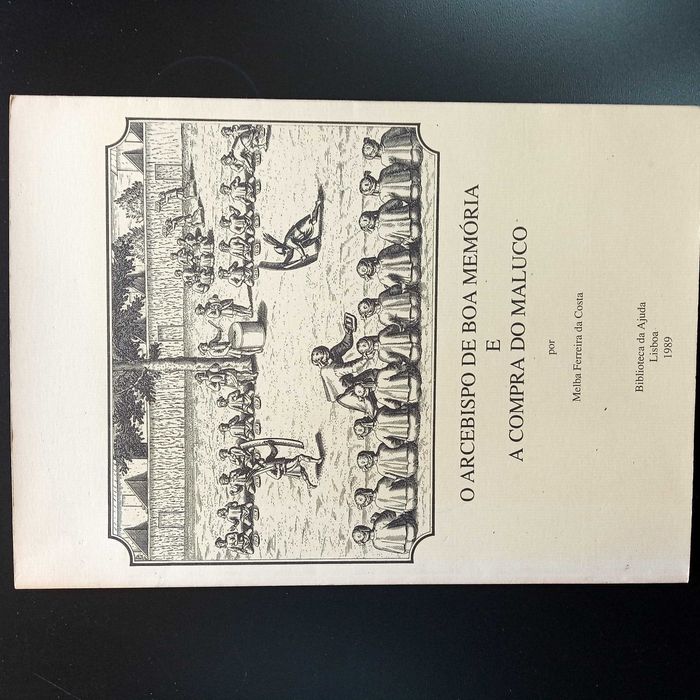 O ARCEBISPO DE BOA MEMÓRIA
E
A COMPRA DO MALUCO
por
Melba Ferreira da Costa
Biblioteca da Ajuda
Lisboa
1989